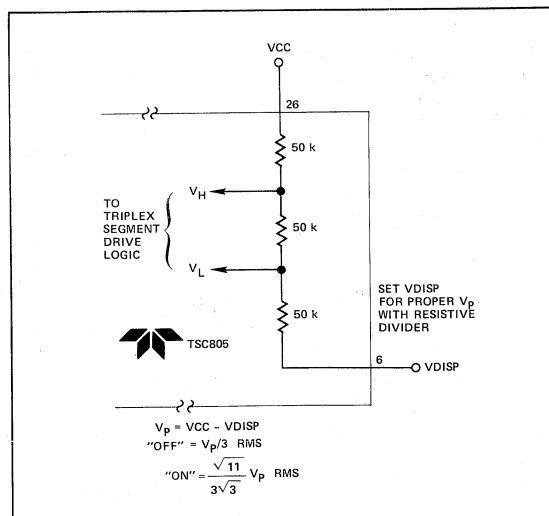 VCC
26
50 k
V_H
TO
TRIPLEX
SEGMENT
DRIVE
LOGIC
50 k
V_L
50 k
SET VDISP
FOR PROPER V_P
WITH RESISTIVE
DIVIDER
TSC805
6
VDISP
V_P = VCC – VDISP
"OFF" = V_P/3 RMS
"ON" = √11 / 3√3 V_P RMS